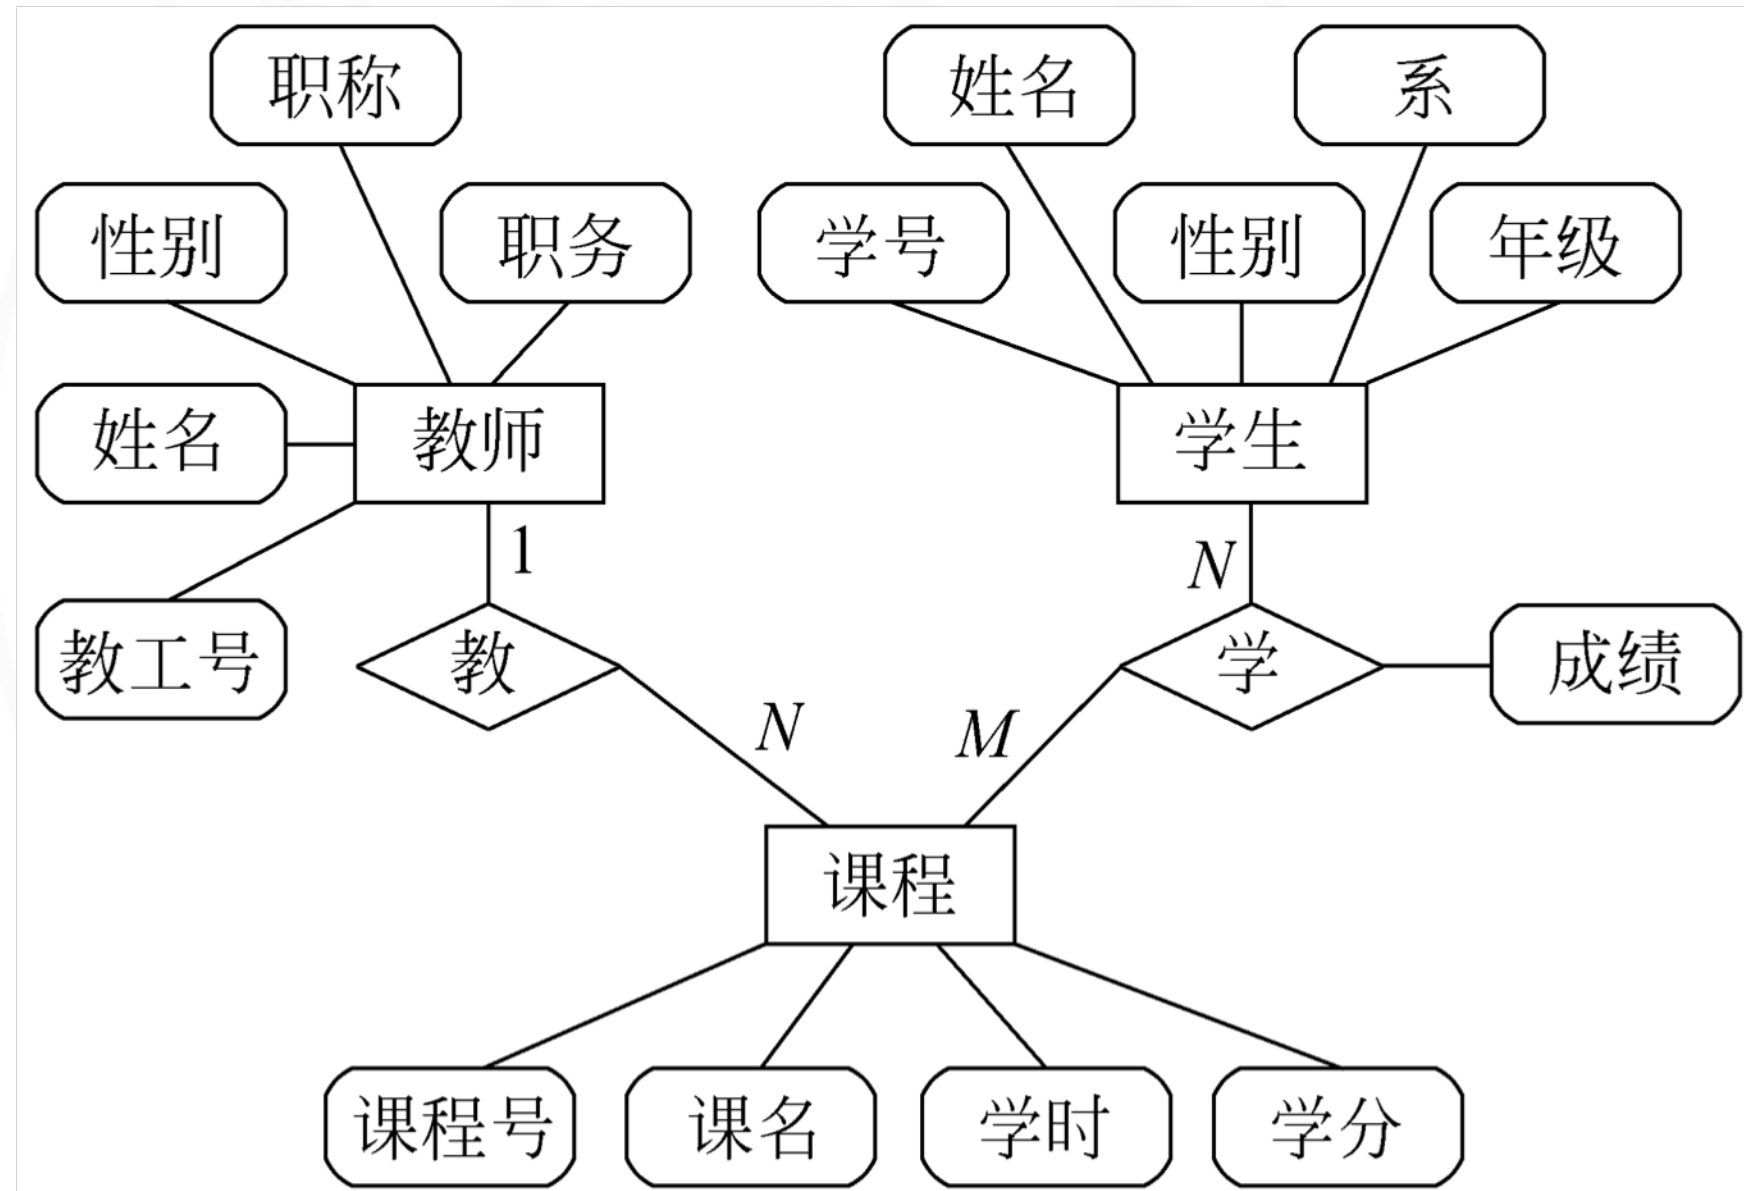 职称
姓名
系
性别
职务
学号
性别
年级
姓名
教师
学生
1
N
教工号
教
学
成绩
N
M
课程
课程号
课名
学时
学分